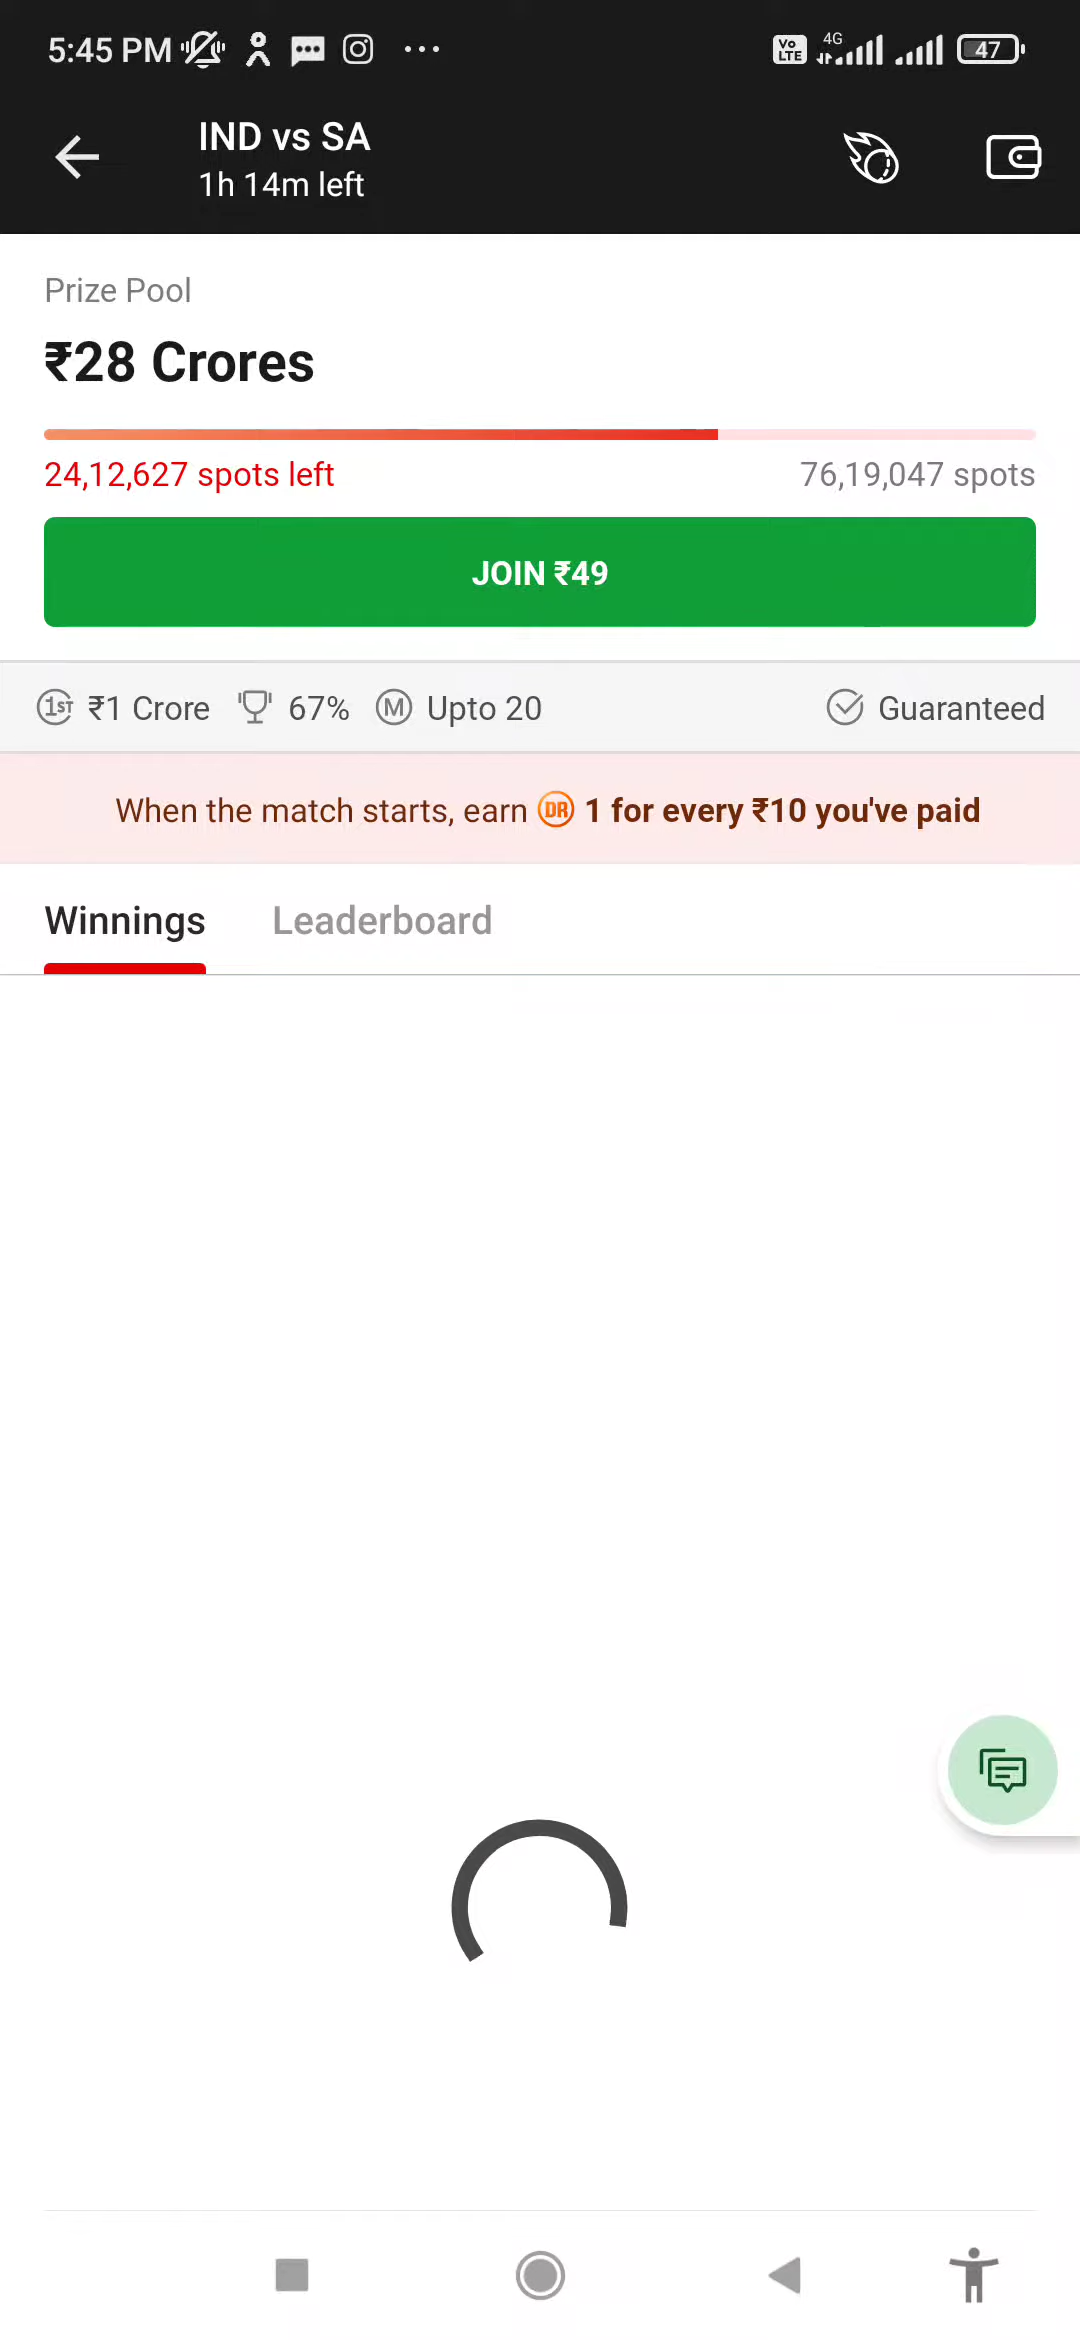 5:45 PM
Vo LTE 4G 47
IND vs SA
1h 14m left
Prize Pool
₹28 Crores
24,12,627 spots left 76,19,047 spots
JOIN ₹49
1ST ₹1 Crore 67% M Upto 20 Guaranteed
When the match starts, earn DR 1 for every ₹10 you've paid
Winnings Leaderboard